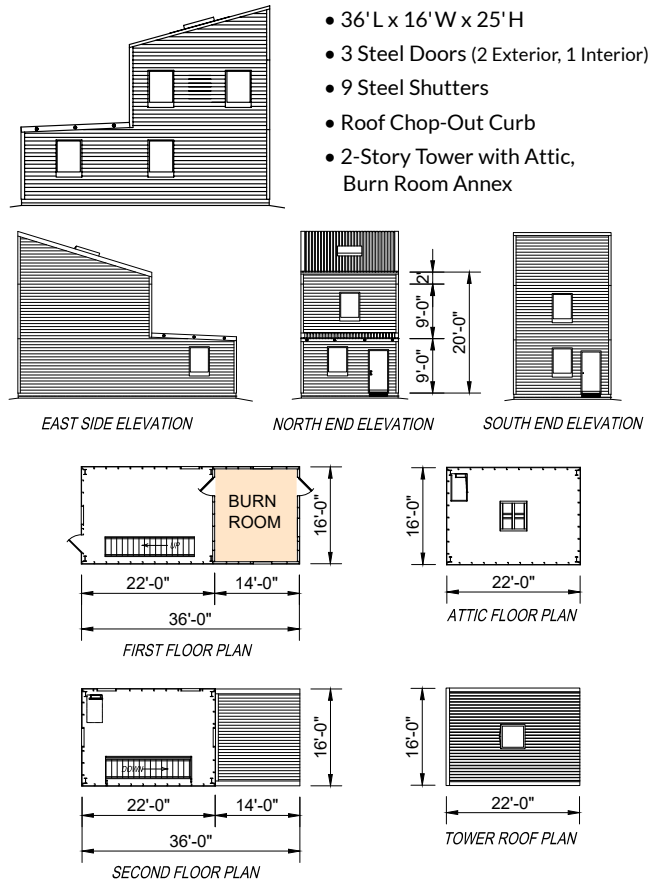 • 36'L x 16'W x 25'H
• 3 Steel Doors (2 Exterior, 1 Interior)
• 9 Steel Shutters
• Roof Chop-Out Curb
• 2-Story Tower with Attic,
Burn Room Annex
2'
9'-0"
9'-0"
20'-0"
EAST SIDE ELEVATION
NORTH END ELEVATION
SOUTH END ELEVATION
BURN
ROOM
UP
16'-0"
22'-0"
14'-0"
36'-0"
FIRST FLOOR PLAN
16'-0"
22'-0"
ATTIC FLOOR PLAN
DOWN
16'-0"
22'-0"
14'-0"
36'-0"
SECOND FLOOR PLAN
16'-0"
22'-0"
TOWER ROOF PLAN